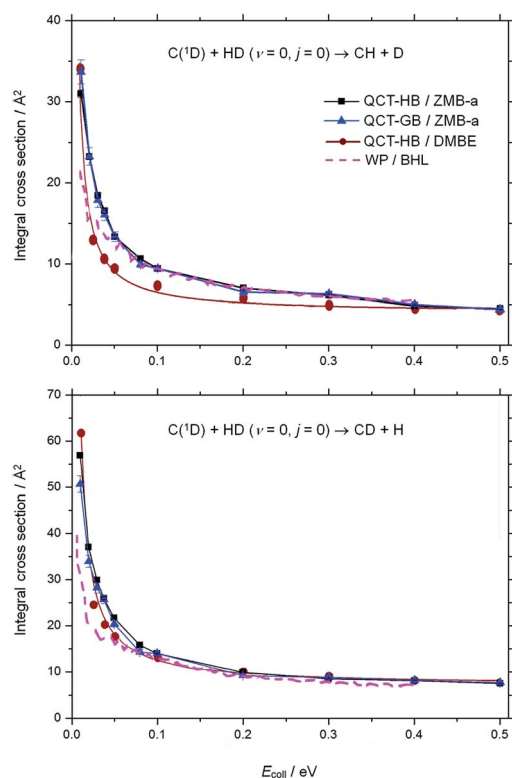 C(¹D) + HD (ν = 0, j = 0) → CH + D
QCT-HB / ZMB-a
QCT-GB / ZMB-a
QCT-HB / DMBE
WP / BHL
Integral cross section / Å²
40
30
20
10
0
0.0 0.1 0.2 0.3 0.4 0.5
C(¹D) + HD (ν = 0, j = 0) → CD + H
Integral cross section / Å²
70
60
50
40
30
20
10
0
0.0 0.1 0.2 0.3 0.4 0.5
E_coll / eV